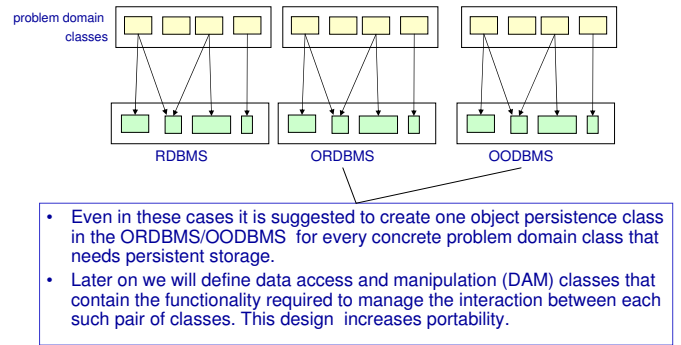 problem domain
classes
RDBMS ORDBMS OODBMS
• Even in these cases it is suggested to create one object persistence class
in the ORDBMS/OODBMS for every concrete problem domain class that
needs persistent storage.
• Later on we will define data access and manipulation (DAM) classes that
contain the functionality required to manage the interaction between each
such pair of classes. This design increases portability.